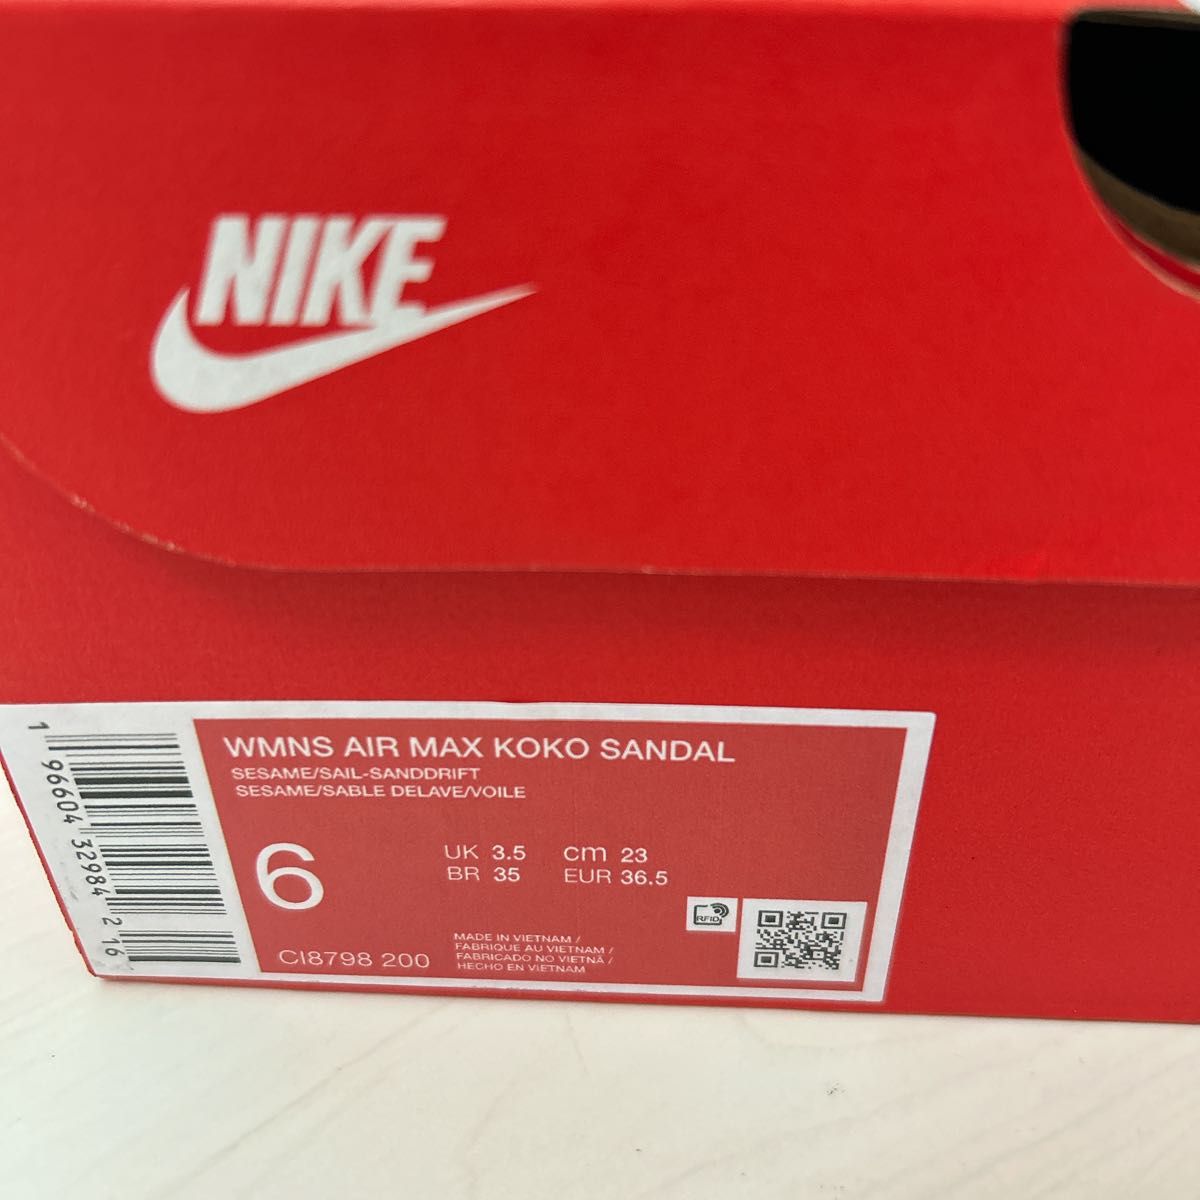 NIKE
WMNS AIR MAX KOKO SANDAL
SESAME/SAIL-SANDDRIFT
SESAME/SABLE DELAVE/VOILE
6
UK 3.5 cm 23
BR 35 EUR 36.5
CI8798 200
MADE IN VIETNAM /
FABRIQUE AU VIETNAM /
FABRICADO NO VIETNÃ /
HECHO EN VIETNAM
RFID
1 96604 32984 2 16